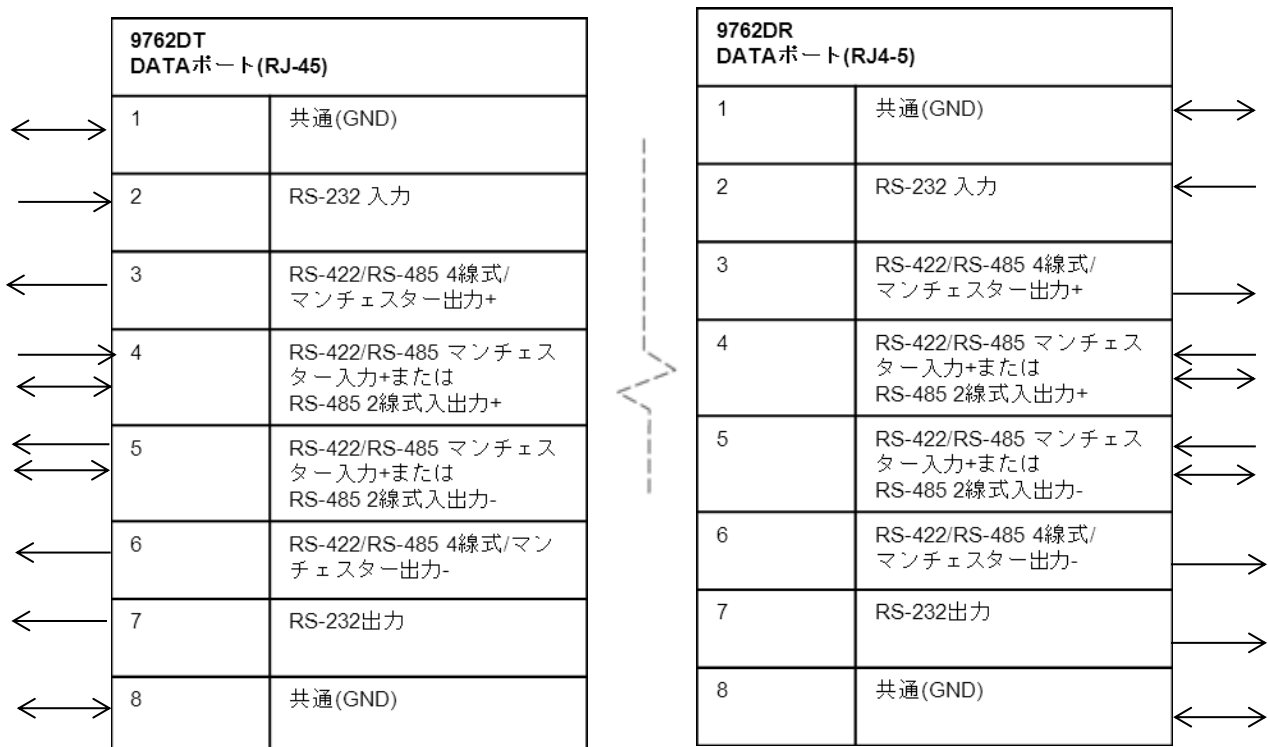 9762DT
DATAポート(RJ-45)
1
共通(GND)
2
RS-232 入力
3
RS-422/RS-485 4線式/
マンチェスター出力+
4
RS-422/RS-485 マンチェス
ター入力+または
RS-485 2線式入出力+
5
RS-422/RS-485 マンチェス
ター入力+または
RS-485 2線式入出力-
6
RS-422/RS-485 4線式/マン
チェスター出力-
7
RS-232出力
8
共通(GND)
9762DR
DATAポート(RJ4-5)
1
共通(GND)
2
RS-232 入力
3
RS-422/RS-485 4線式/
マンチェスター出力+
4
RS-422/RS-485 マンチェス
ター入力+または
RS-485 2線式入出力+
5
RS-422/RS-485 マンチェス
ター入力+または
RS-485 2線式入出力-
6
RS-422/RS-485 4線式/
マンチェスター出力-
7
RS-232出力
8
共通(GND)